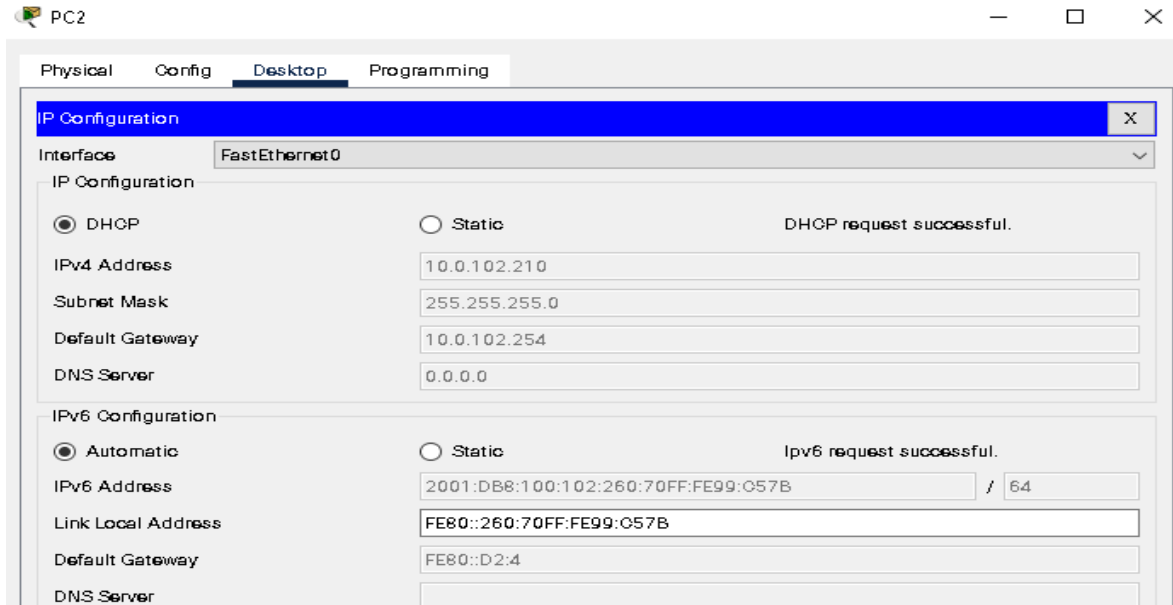 PC2
Physical Config Desktop Programming
IP Configuration X
Interface FastEthernet0
IP Configuration
DHCP Static DHCP request successful.
IPv4 Address 10.0.102.210
Subnet Mask 255.255.255.0
Default Gateway 10.0.102.254
DNS Server 0.0.0.0
IPv6 Configuration
Automatic Static Ipv6 request successful.
IPv6 Address 2001:DB8:100:102:260:70FF:FE99:C57B / 64
Link Local Address FE80::260:70FF:FE99:C57B
Default Gateway FE80::D2:4
DNS Server